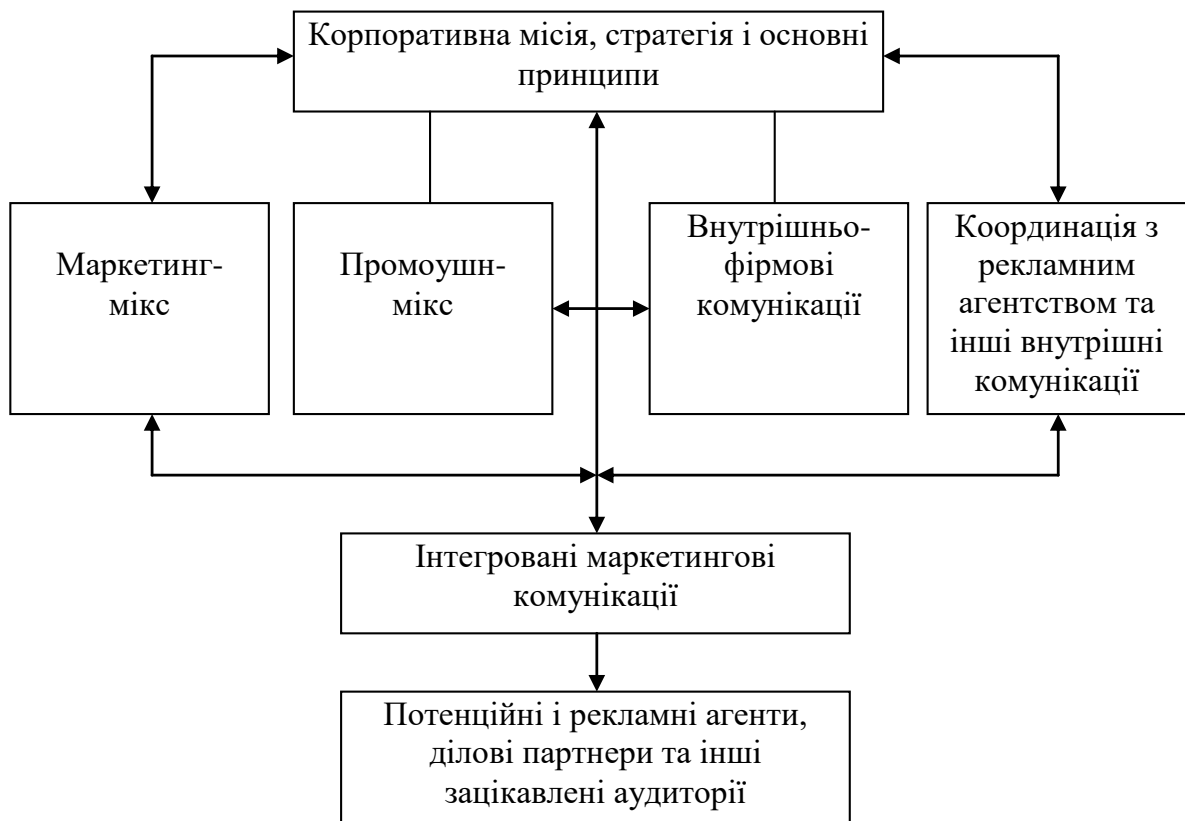 Корпоративна місія, стратегія і основні
принципи
Маркетинг-
мікс
Промоушн-
мікс
Внутрішньо-
фірмові
комунікації
Координація з
рекламним
агентством та
інші внутрішні
комунікації
Інтегровані маркетингові
комунікації
Потенційні і рекламні агенти,
ділові партнери та інші
зацікавлені аудиторії